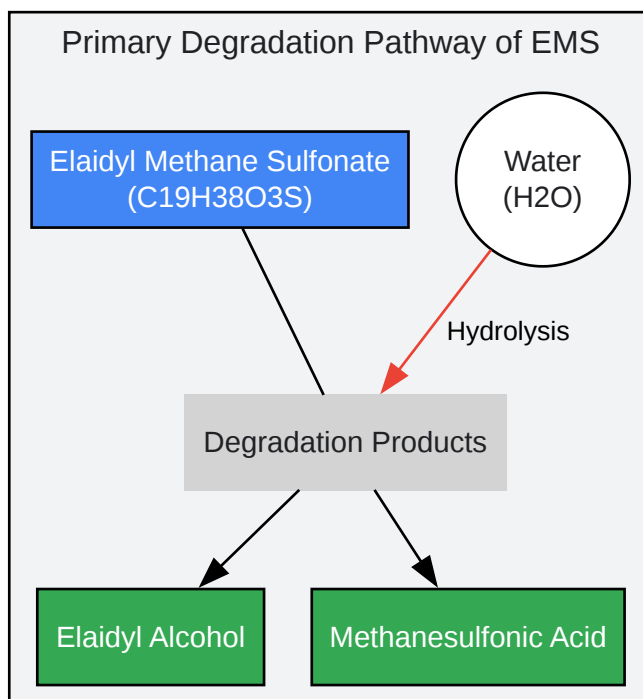 Primary Degradation Pathway of EMS
Elaidyl Methane Sulfonate
(C19H38O3S)
Water
(H2O)
Hydrolysis
Degradation Products
Elaidyl Alcohol
Methanesulfonic Acid